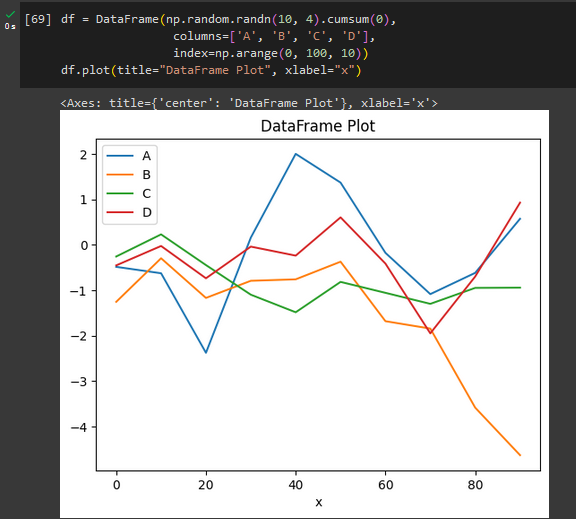 [69] df = DataFrame(np.random.randn(10, 4).cumsum(0),
columns=['A', 'B', 'C', 'D'],
index=np.arange(0, 100, 10))
0s
df.plot(title="DataFrame Plot", xlabel="x")
<Axes: title={'center': 'DataFrame Plot'}, xlabel='x'>
DataFrame Plot
A
B
C
D
2
1
0
−1
−2
−3
−4
0 20 40 60 80
x